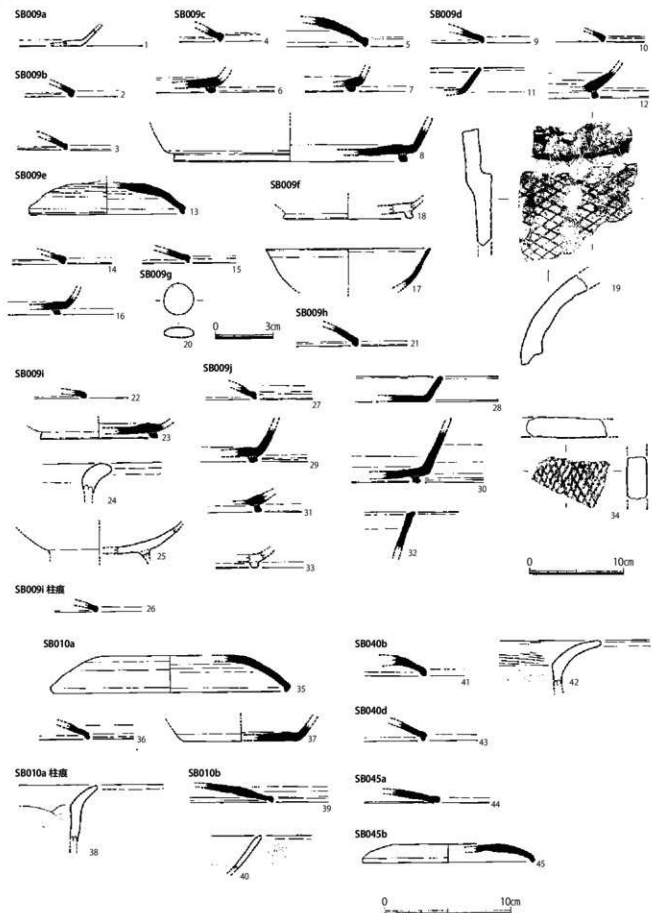 SB009a
1
SB009c
4
5
SB009d
9
10
SB009b
2
6
7
11
12
3
8
SB009e
13
SB009f
18
14
15
17
19
16
SB009g
20
0 3cm
SB009h
21
SB009i
22
SB009j
27
28
23
29
30
24
31
34
25
32
33
0 10cm
SB009i 柱痕
26
SB010a
35
SB040b
41
42
36
37
SB040d
43
SB010a 柱痕
38
SB010b
39
SB045a
44
40
SB045b
45
0 10cm